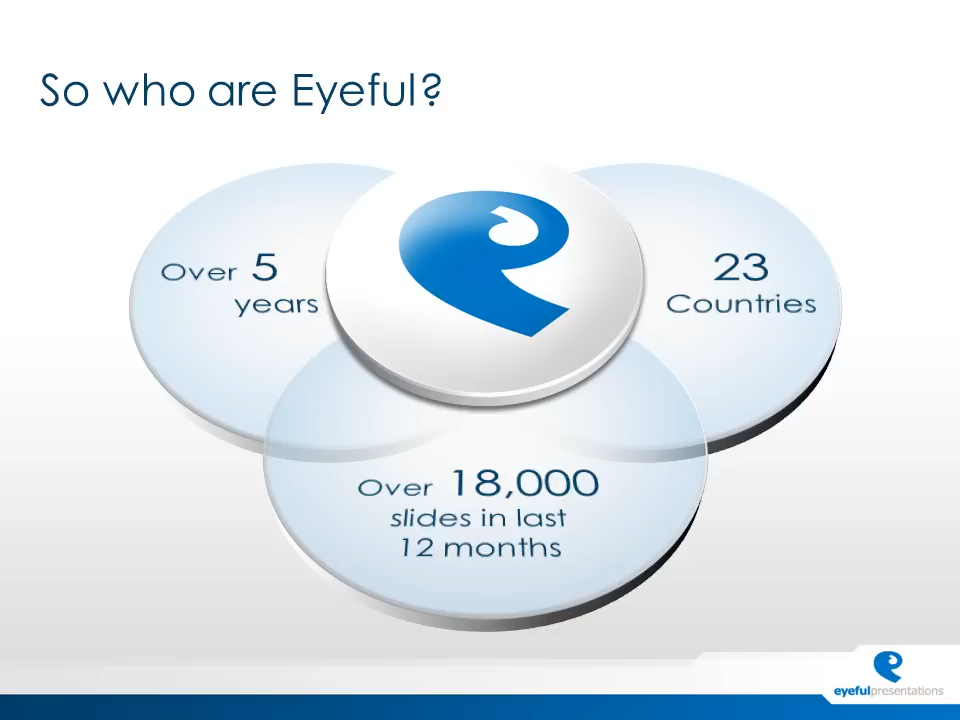 So who are Eyeful?
Over 5
years
23
Countries
Over 18,000
slides in last
12 months
eyefulpresentations